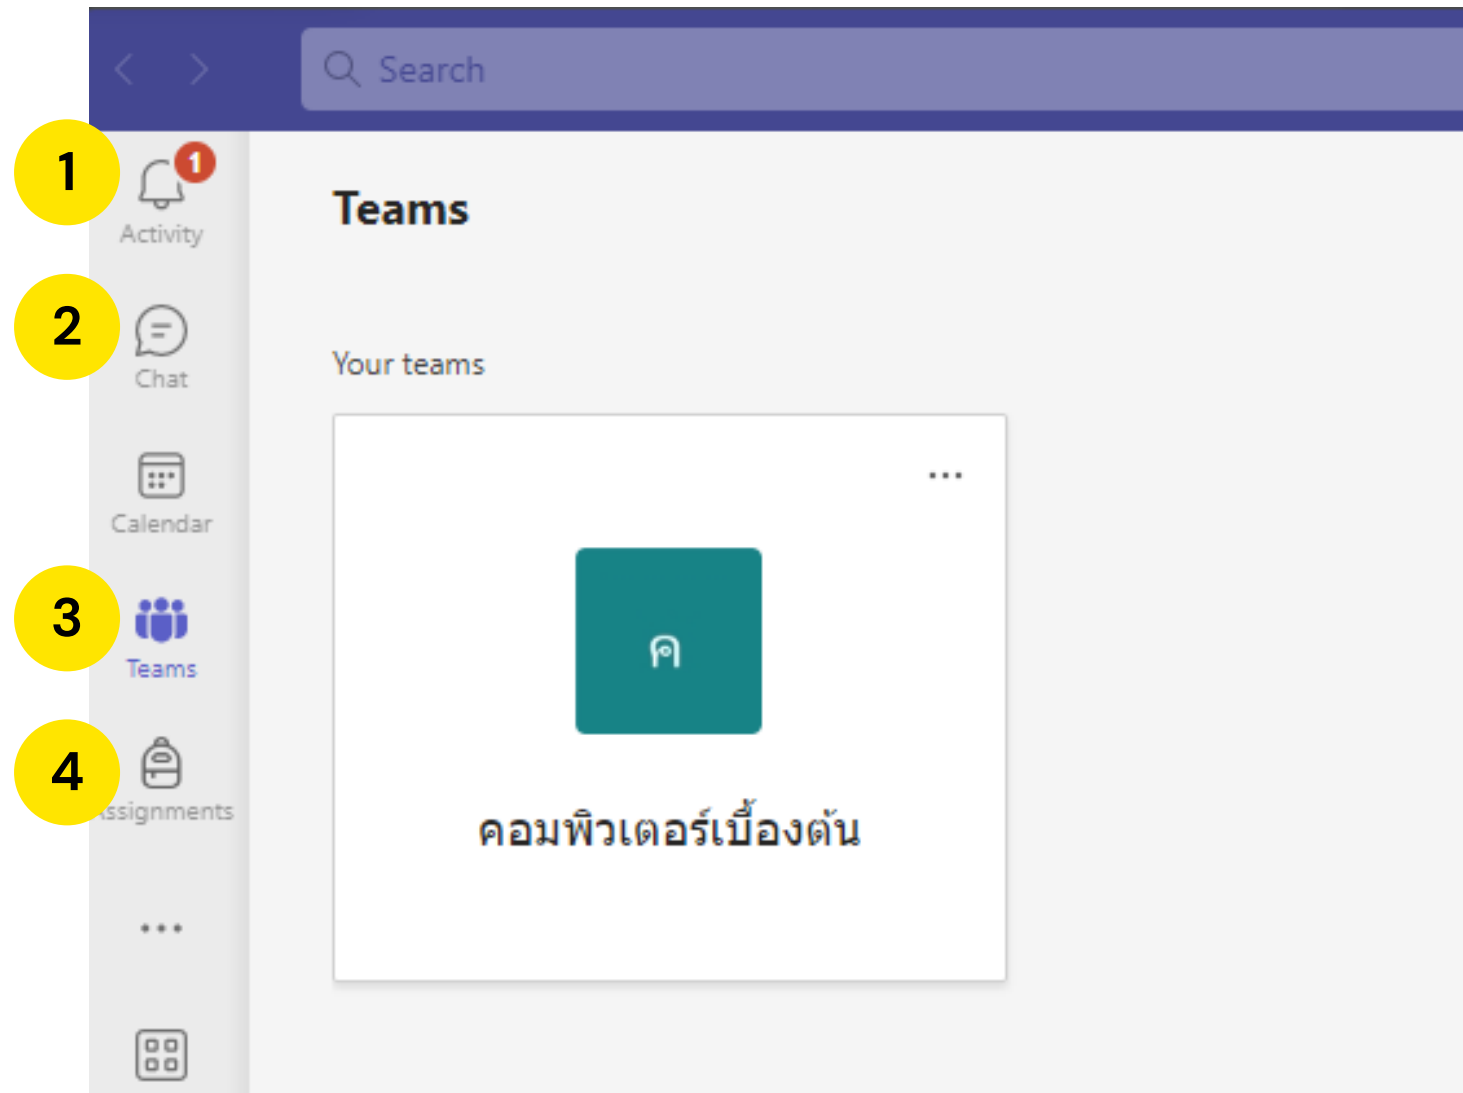 Search
1
1
Activity
2
Chat
Calendar
3
Teams
4
ssignments
Teams
Your teams
...
ค
คอมพิวเตอร์เบื้องต้น
...